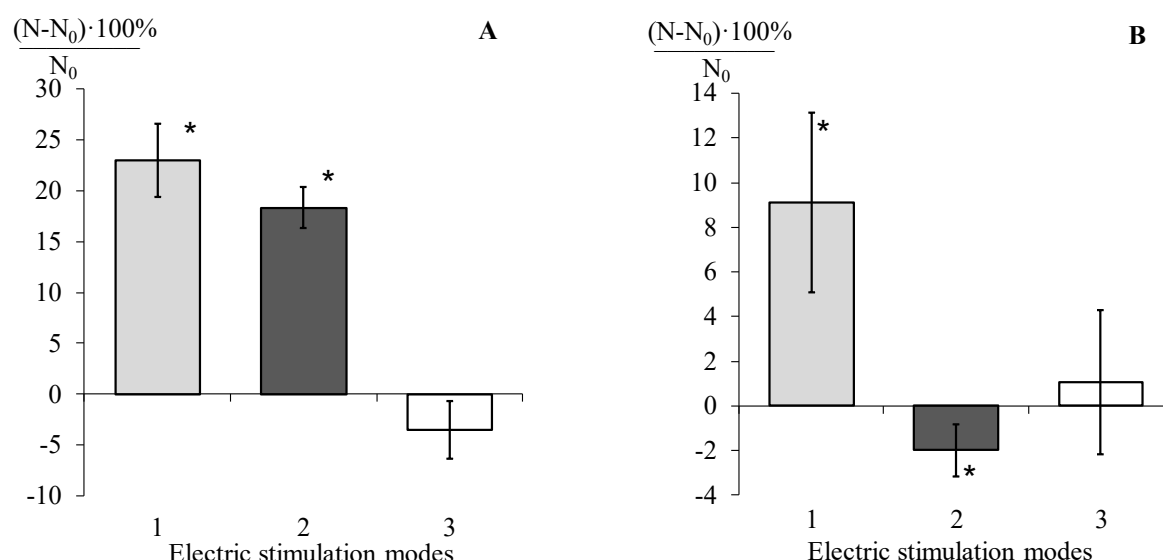 (N-N₀)·100%
N₀
A
30
25
20
15
10
5
0
-5
-10
*
*
1 2 3
Electric stimulation modes
(N-N₀)·100%
N₀
B
14
12
10
8
6
4
2
0
-2
-4
*
*
1 2 3
Electric stimulation modes